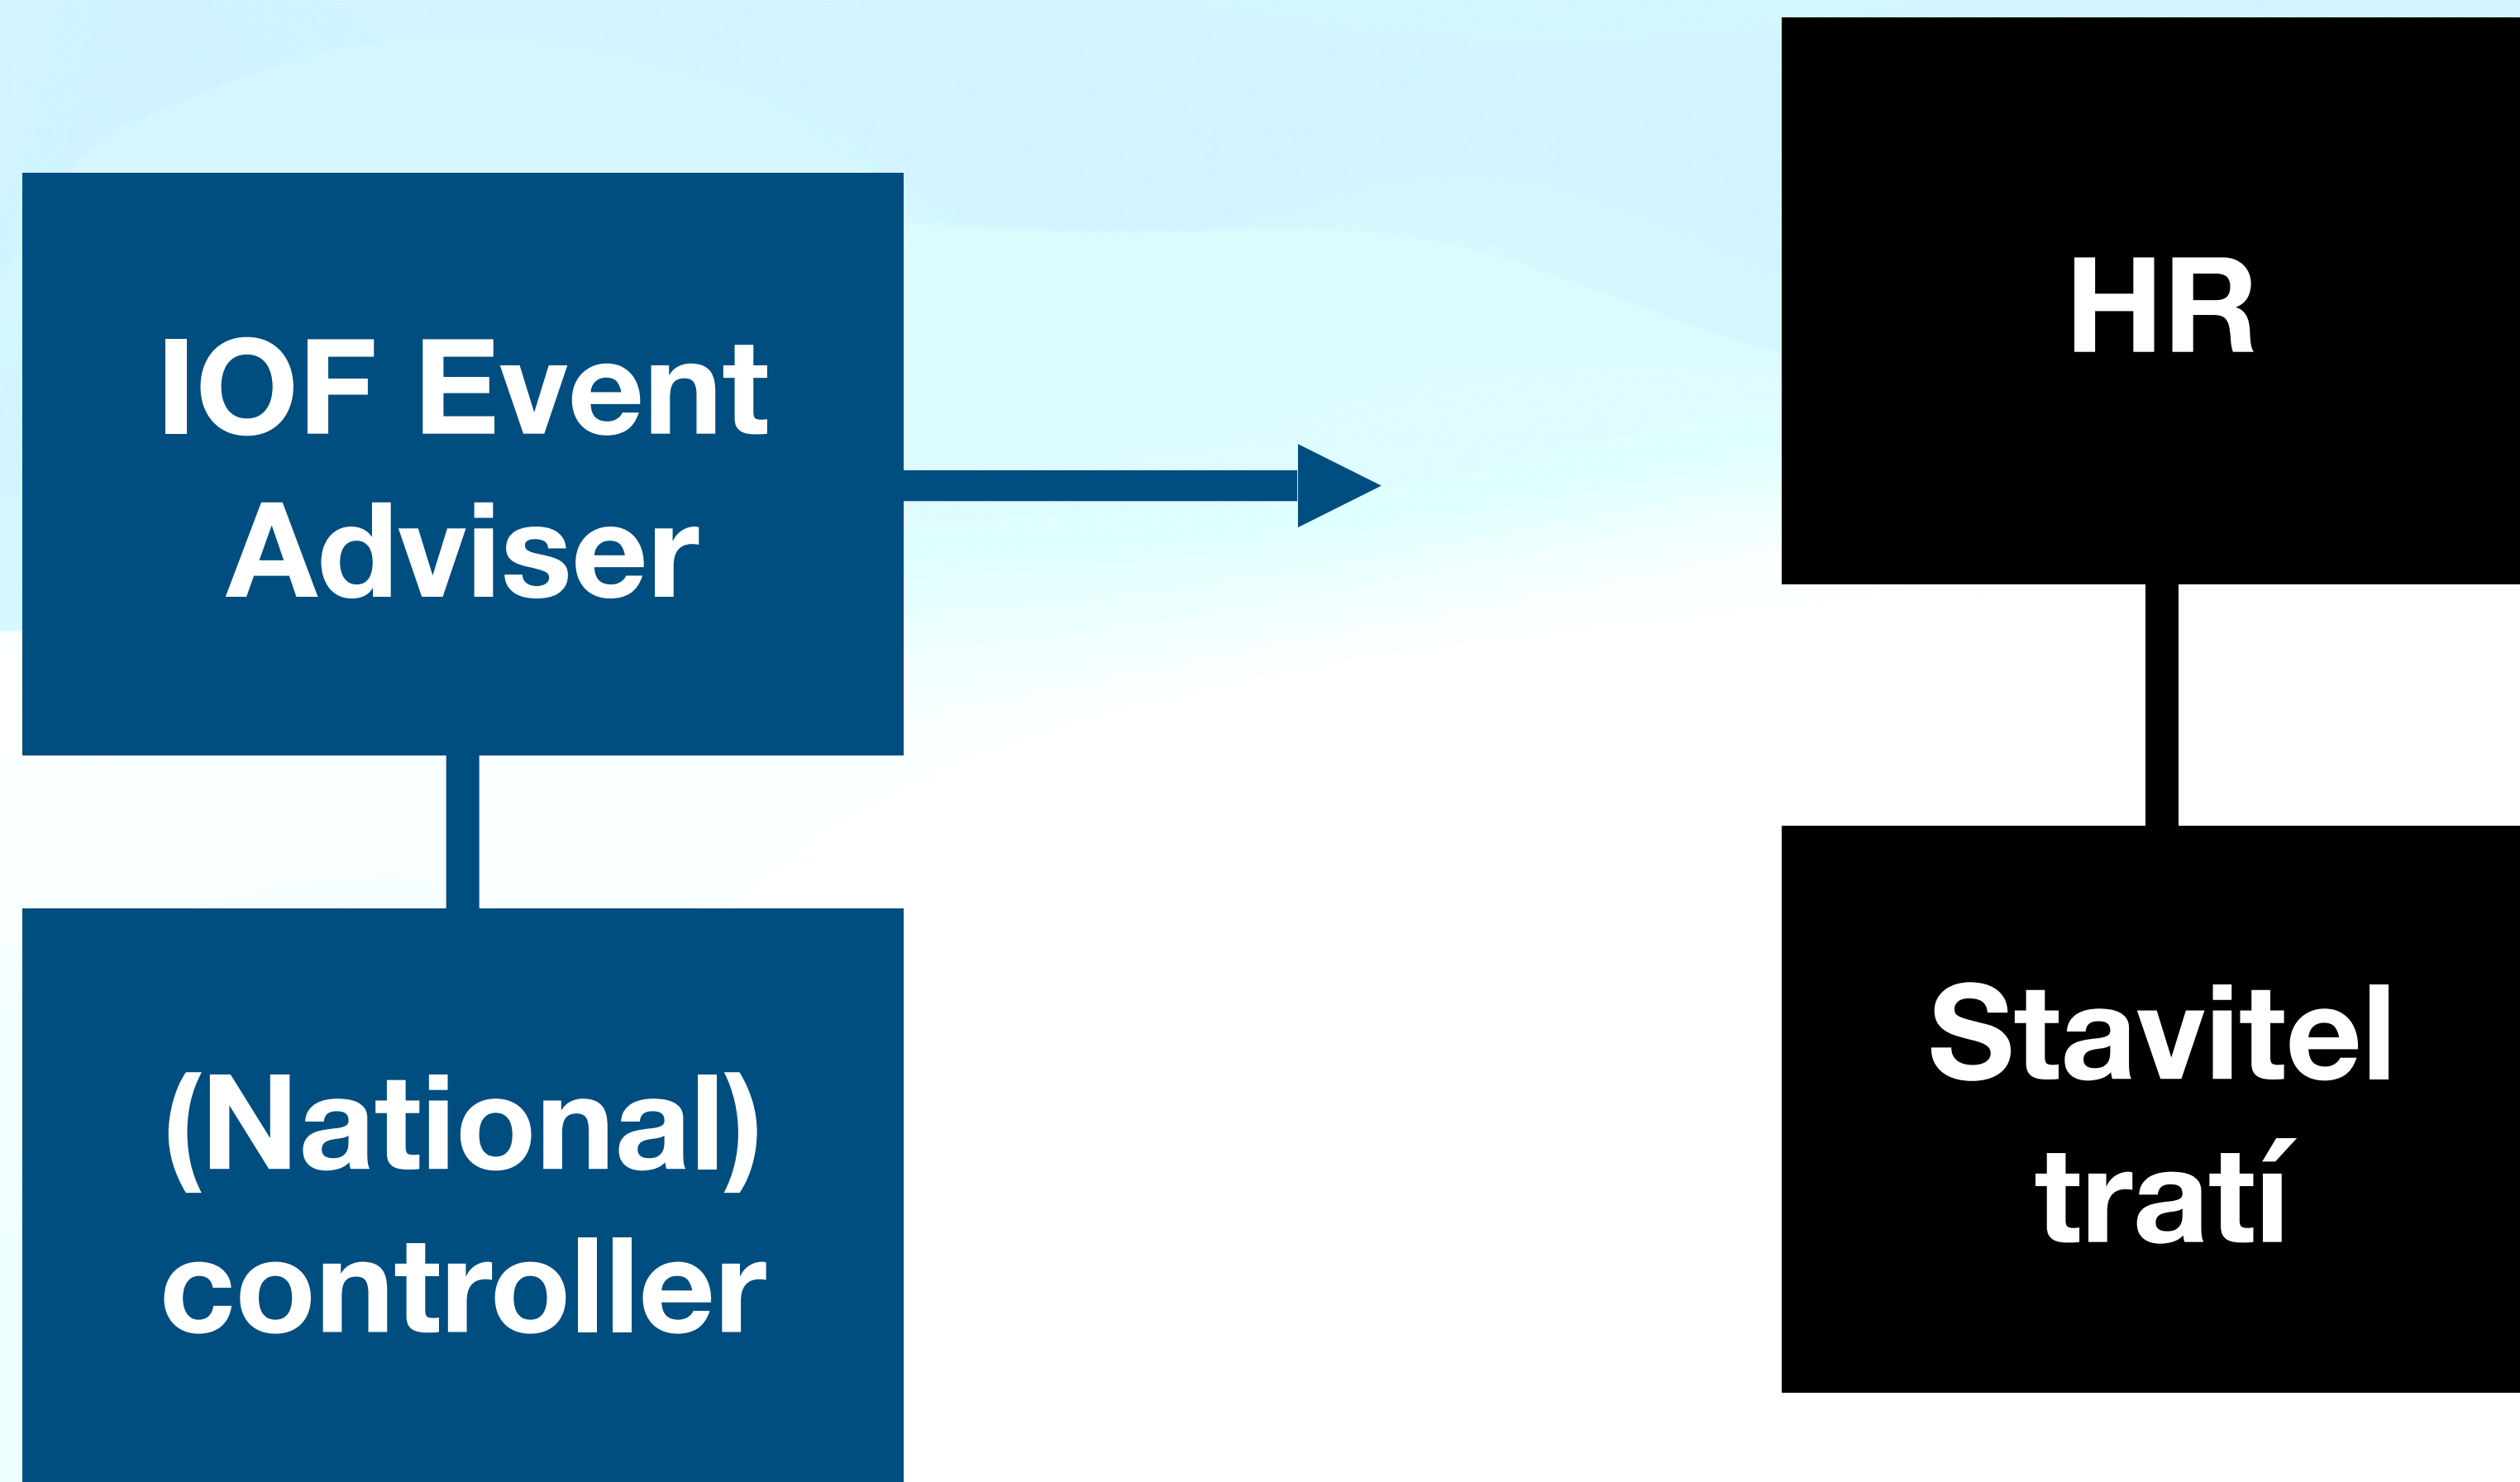 IOF Event
Adviser
(National)
controller
HR
Stavitel
tratí